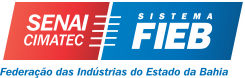 SENAI
CIMATEC
SISTEMA
FIEB
Federação das Indústrias do Estado da Bahia